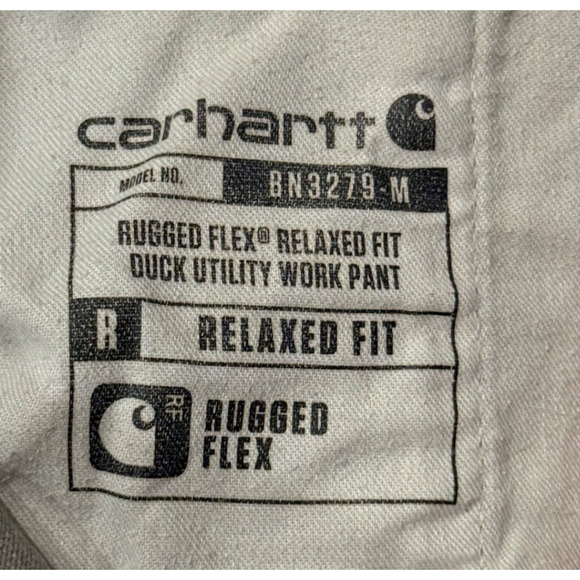 carhartt
MODEL NO. BN3279-M
RUGGED FLEX® RELAXED FIT
DUCK UTILITY WORK PANT
R RELAXED FIT
RF RUGGED
FLEX